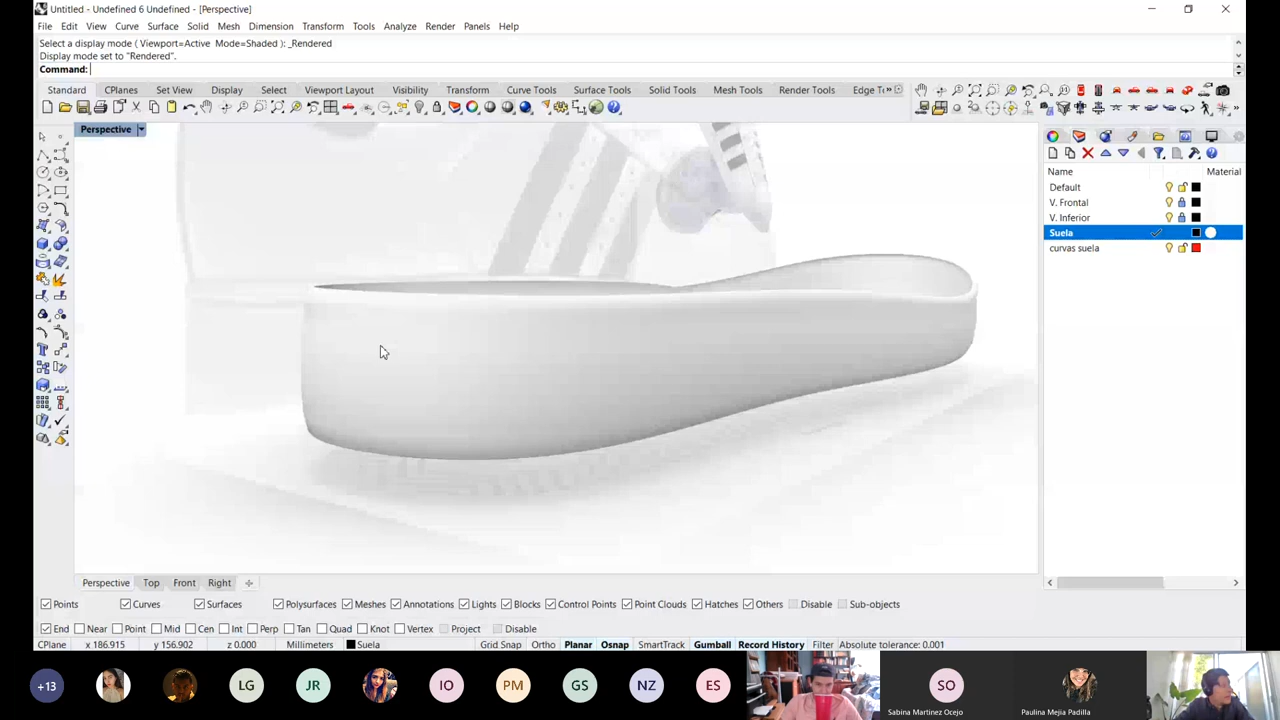 Untitled - Undefined 6 Undefined - [Perspective]
File Edit View Curve Surface Solid Mesh Dimension Transform Tools Analyze Render Panels Help
Select a display mode ( Viewport=Active Mode=Shaded ): _Rendered
Display mode set to "Rendered".
Command:
Standard CPlanes Set View Display Select Viewport Layout Visibility Transform Curve Tools Surface Tools Solid Tools Mesh Tools Render Tools Edge T
Perspective
Name Material
Default
V. Frontal
V. Inferior
Suela
curvas suela
Perspective Top Front Right
Points Curves Surfaces Polysurfaces Meshes Annotations Lights Blocks Control Points Point Clouds Hatches Others Disable Sub-objects
End Near Point Mid Cen Int Perp Tan Quad Knot Vertex Project Disable
CPlane x 186.915 y 156.902 z 0.000 Millimeters Suela Grid Snap Ortho Planar Osnap SmartTrack Gumball Record History Filter Absolute tolerance: 0.001
+13 LG JR IO PM GS NZ ES SO
Sabina Martinez Ocejo Paulina Mejia Padilla